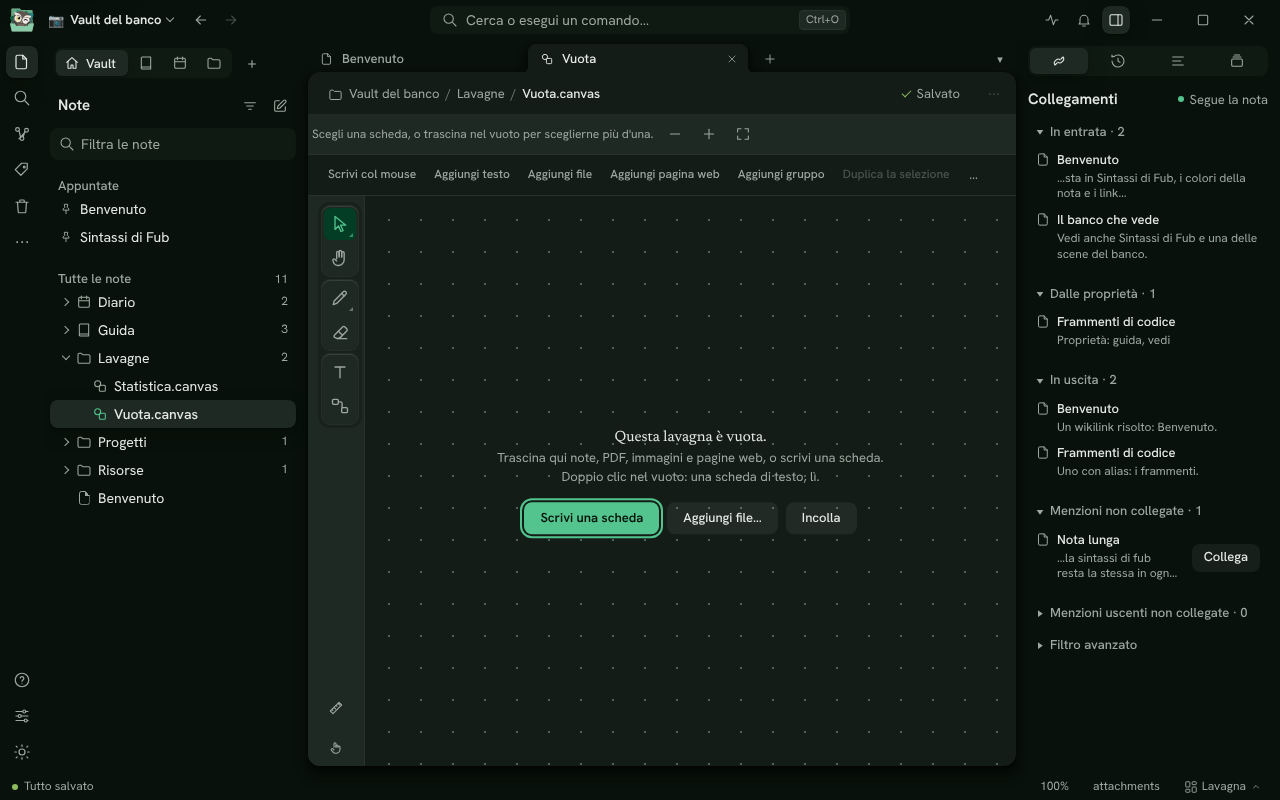 Vault del banco
Cerca o esegui un comando...
Ctrl+O
Vault
Benvenuto
Vuota
Note
Filtra le note
Appuntate
Benvenuto
Sintassi di Fub
Tutte le note 11
Diario 2
Guida 3
Lavagne 2
Statistica.canvas
Vuota.canvas
Progetti 1
Risorse 1
Benvenuto
Tutto salvato
Vault del banco / Lavagne / Vuota.canvas
Salvato
Scegli una scheda, o trascina nel vuoto per sceglierne più d'una.
Scrivi col mouse Aggiungi testo Aggiungi file Aggiungi pagina web Aggiungi gruppo Duplica la selezione ...
Questa lavagna è vuota.
Trascina qui note, PDF, immagini e pagine web, o scrivi una scheda.
Doppio clic nel vuoto: una scheda di testo; lì.
Scrivi una scheda Aggiungi file... Incolla
Collegamenti Segue la nota
In entrata · 2
Benvenuto
...sta in Sintassi di Fub, i colori della
nota e i link...
Il banco che vede
Vedi anche Sintassi di Fub e una delle
scene del banco.
Dalle proprietà · 1
Frammenti di codice
Proprietà: guida, vedi
In uscita · 2
Benvenuto
Un wikilink risolto: Benvenuto.
Frammenti di codice
Uno con alias: i frammenti.
Menzioni non collegate · 1
Nota lunga
...la sintassi di fub
resta la stessa in ogn...
Collega
Menzioni uscenti non collegate · 0
Filtro avanzato
100% attachments Lavagna